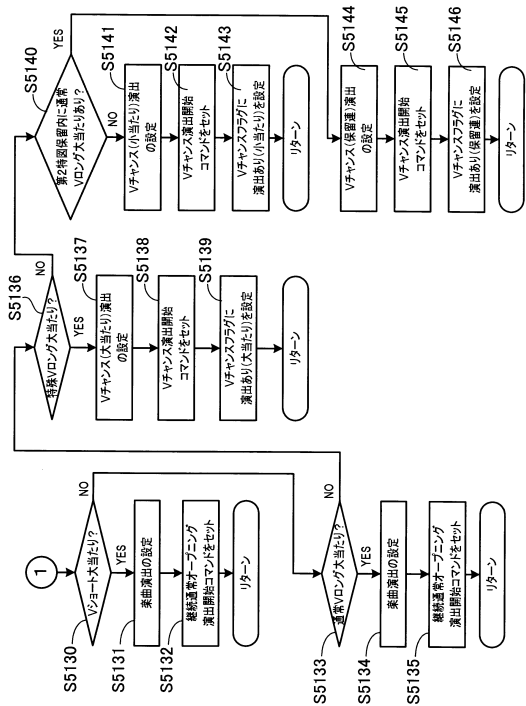 1
S5130
Vショート大当たり？
NO
YES
S5131
楽曲演出の設定
S5132
継続通常オープニング
演出開始コマンドをセット
リターン
S5133
通常Vロング大当たり？
NO
YES
S5134
楽曲演出の設定
S5135
継続通常オープニング
演出開始コマンドをセット
リターン
S5136
特殊Vロング大当たり？
NO
YES
S5137
Vチャンス(大当たり)演出
の設定
S5138
Vチャンス演出開始
コマンドをセット
S5139
Vチャンスフラグに
演出あり(大当たり)を設定
リターン
S5140
第2特図保留内に通常
Vロング大当たりあり？
YES
NO
S5141
Vチャンス(小当たり)演出
の設定
S5142
Vチャンス演出開始
コマンドをセット
S5143
Vチャンスフラグに
演出あり(小当たり)を設定
リターン
S5144
Vチャンス(保留連)演出
の設定
S5145
Vチャンス演出開始
コマンドをセット
S5146
Vチャンスフラグに
演出あり(保留連)を設定
リターン